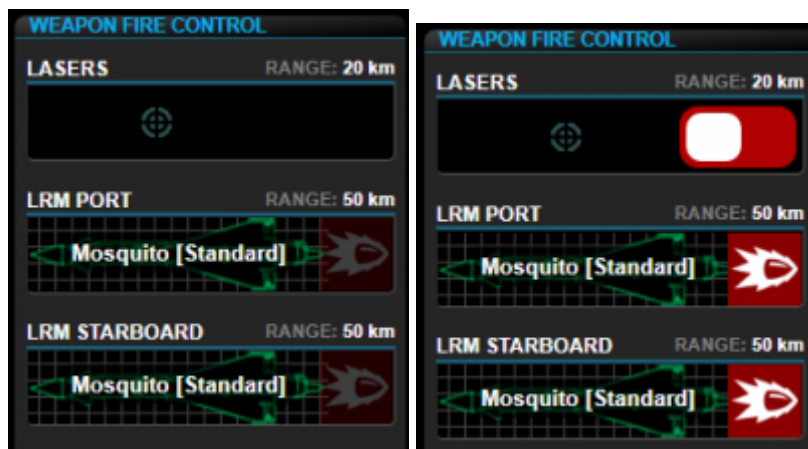 WEAPON FIRE CONTROL
LASERS RANGE: 20 km
LRM PORT RANGE: 50 km
Mosquito [Standard]
LRM STARBOARD RANGE: 50 km
Mosquito [Standard]
WEAPON FIRE CONTROL
LASERS RANGE: 20 km
LRM PORT RANGE: 50 km
Mosquito [Standard]
LRM STARBOARD RANGE: 50 km
Mosquito [Standard]